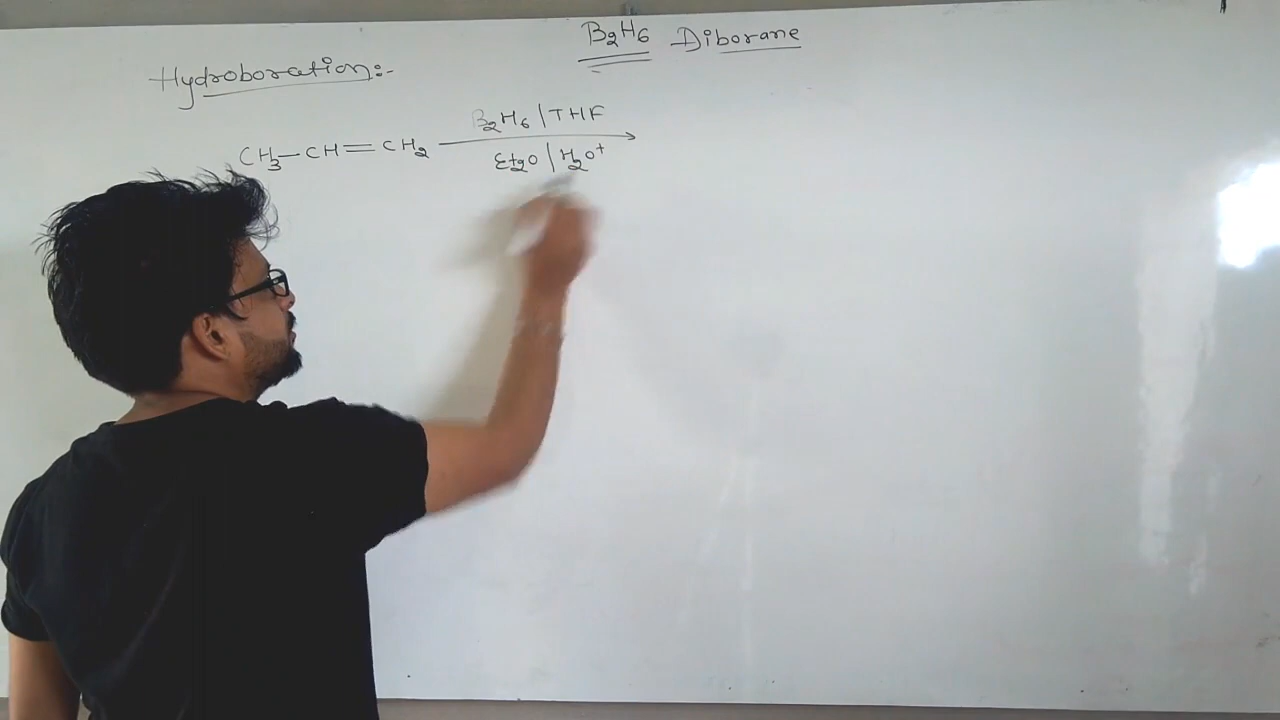 B₂H₆ Diborane
Hydroboration:-
CH₃—CH=CH₂ B₂H₆/THF
Et₂O/H₂O⁺